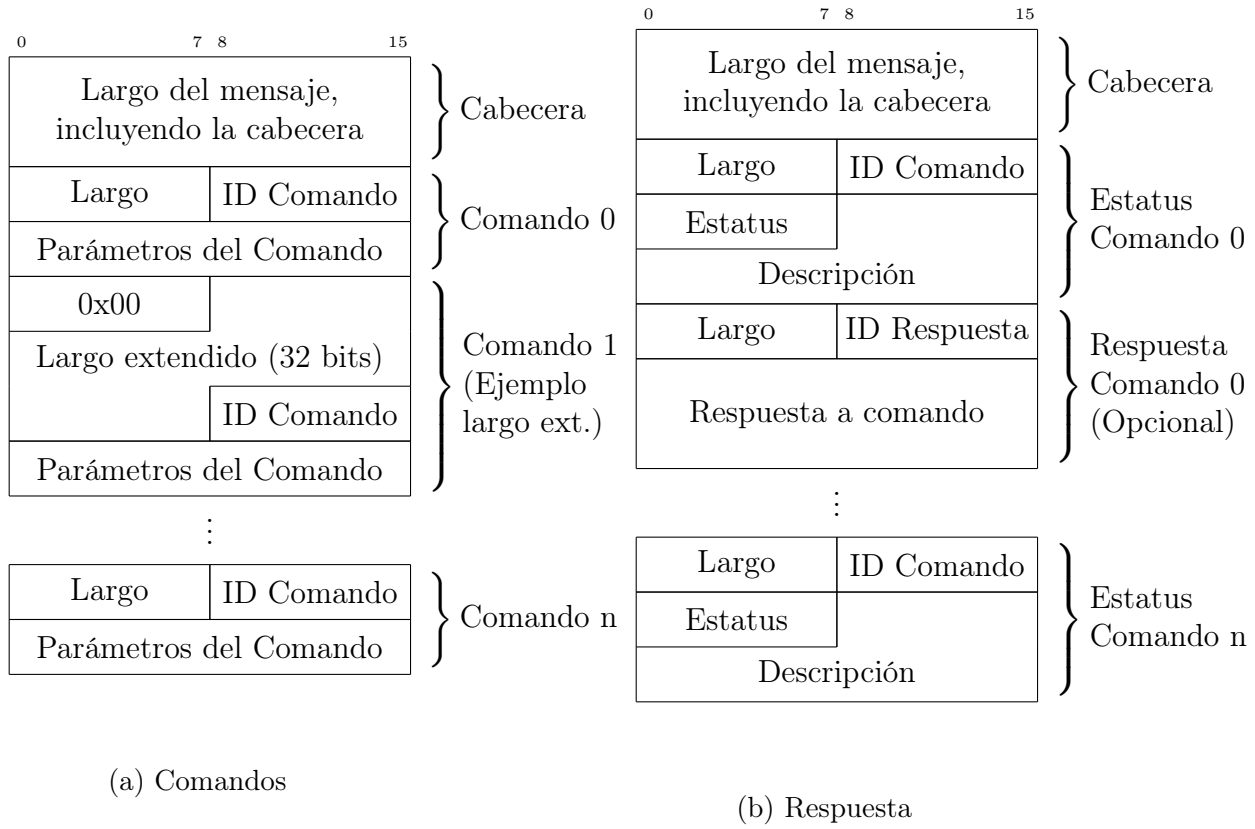 0 7 8 15
Largo del mensaje,
incluyendo la cabecera
Cabecera
Largo
ID Comando
Parámetros del Comando
Comando 0
0x00
Largo extendido (32 bits)
ID Comando
Parámetros del Comando
Comando 1
(Ejemplo
largo ext.)
⋮
Largo
ID Comando
Parámetros del Comando
Comando n
(a) Comandos
0 7 8 15
Largo del mensaje,
incluyendo la cabecera
Cabecera
Largo
ID Comando
Estatus
Descripción
Estatus
Comando 0
Largo
ID Respuesta
Respuesta a comando
Respuesta
Comando 0
(Opcional)
⋮
Largo
ID Comando
Estatus
Descripción
Estatus
Comando n
(b) Respuesta